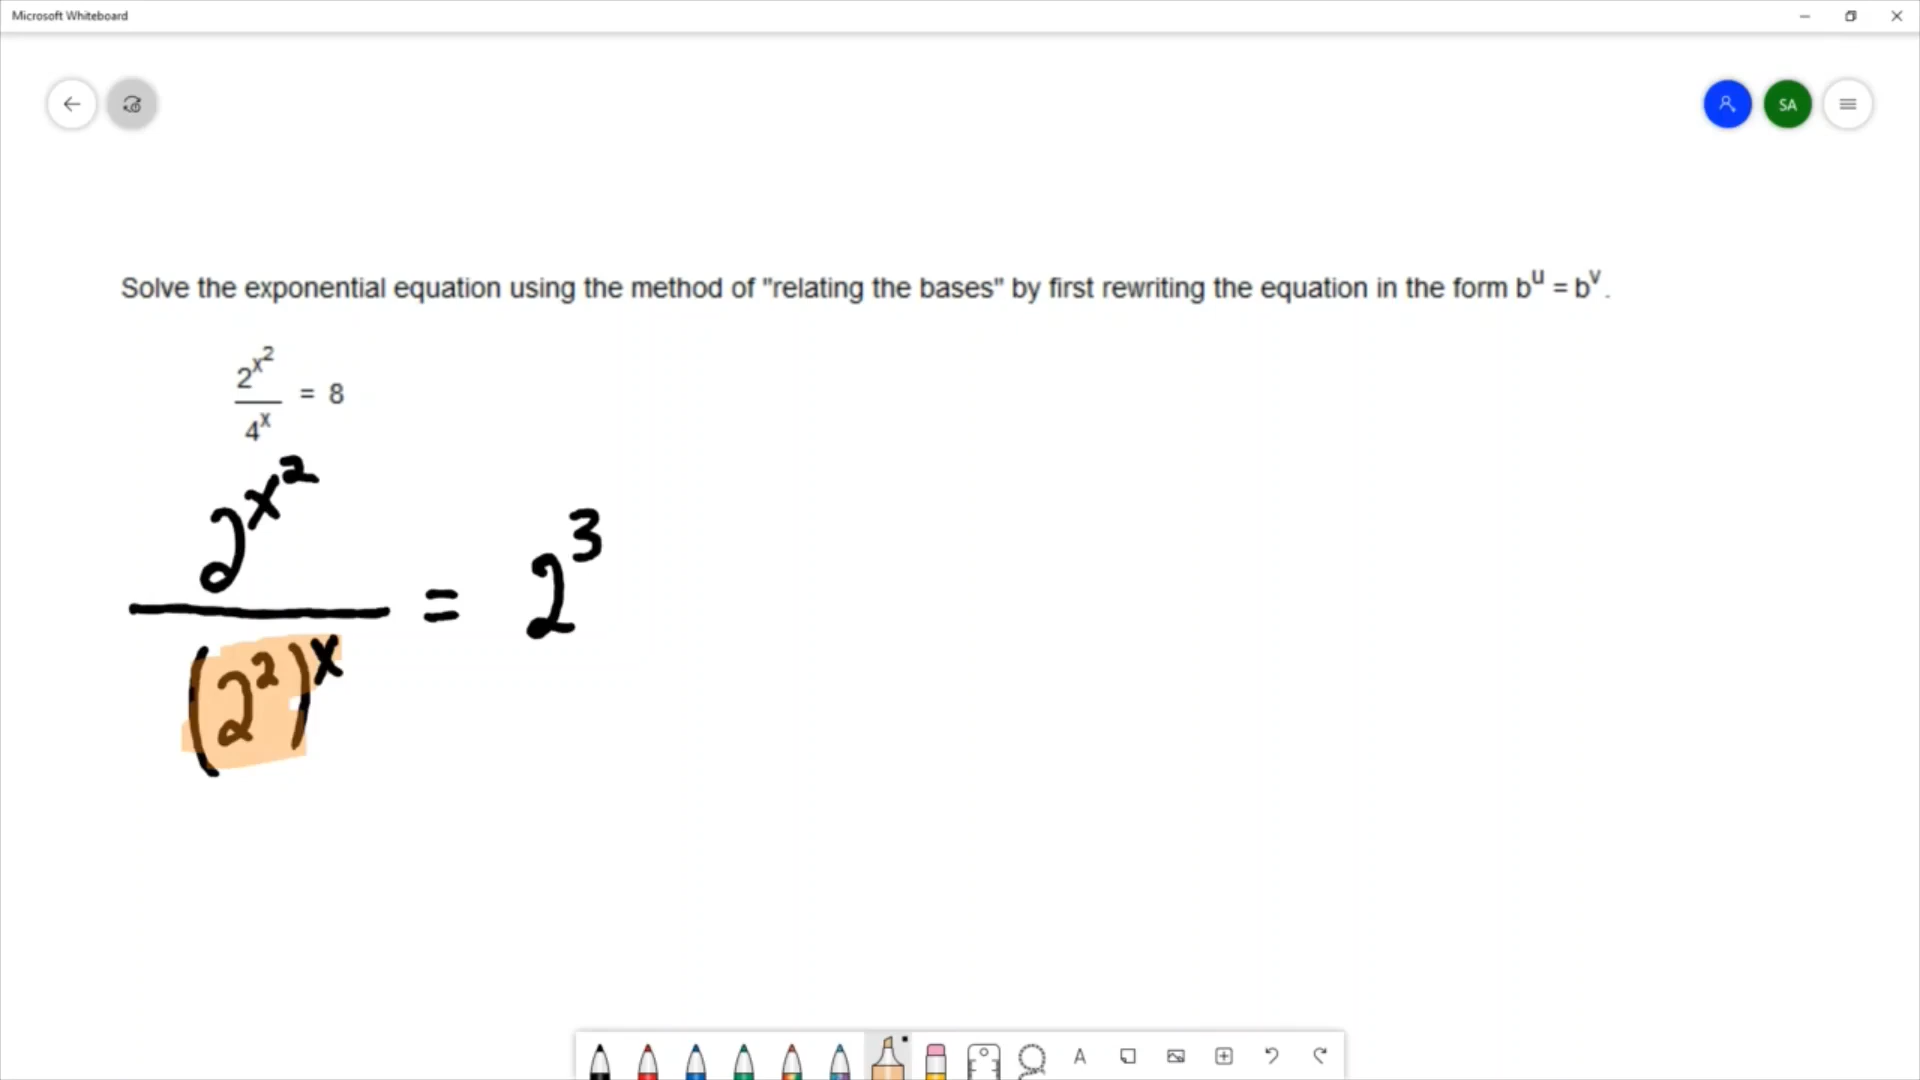 Microsoft Whiteboard
SA
Solve the exponential equation using the method of "relating the bases" by first rewriting the equation in the form b^u = b^v.
2^x^2
= 8
4^x
2^x^2
= 2^3
(2^2)^x
A